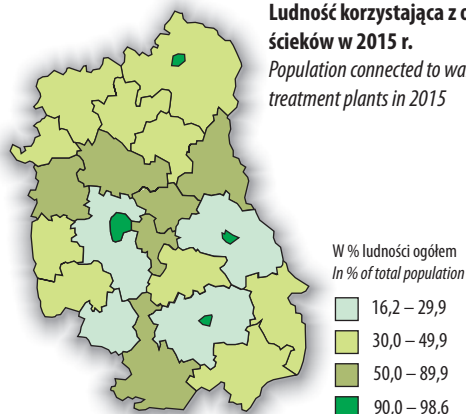 Ludność korzystająca z
ścieków w 2015 r.
Population connected to
treatment plants in 2015
W % ludności ogółem
In % of total population
16,2 – 29,9
30,0 – 49,9
50,0 – 89,9
90,0 – 98,6